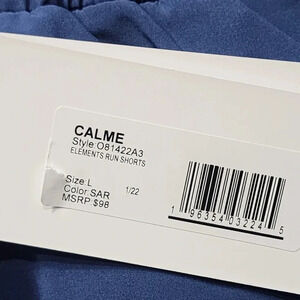 CALME
Style:O81422A3
ELEMENTS RUN SHORTS
Size:L 1/22
Color:SAR
MSRP $98
1 96354 03224 5